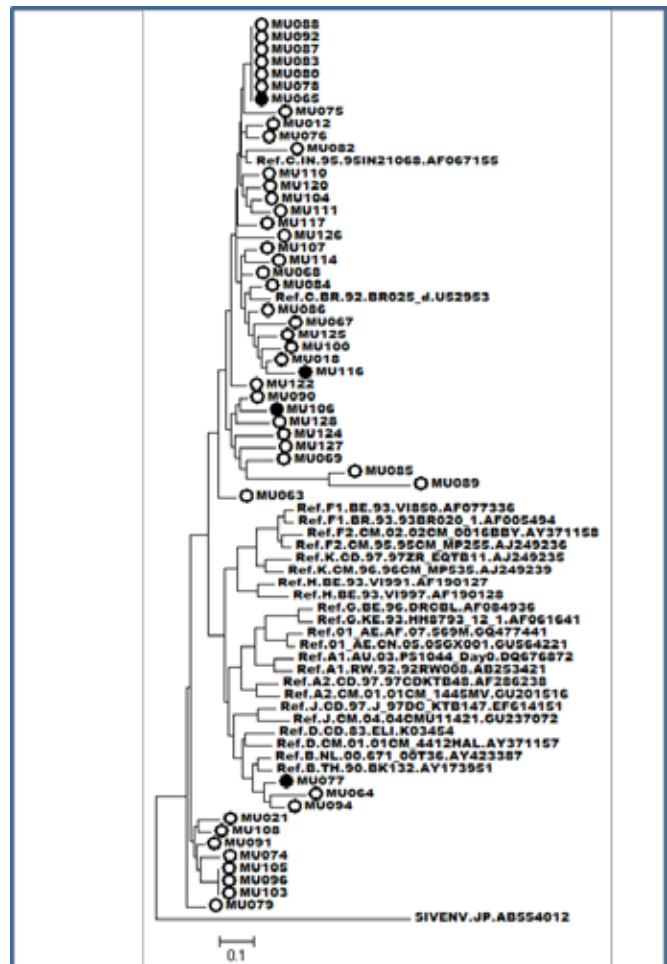 MU088
MU092
MU087
MU083
MU080
MU078
MU065
MU075
MU012
MU076
MU082
Ref.C.IN.95.95IN21068.AF067155
MU110
MU120
MU104
MU111
MU117
MU126
MU107
MU114
MU068
MU084
Ref.C.BR.92.BR025_d.U52953
MU086
MU067
MU125
MU100
MU018
MU116
MU122
MU090
MU106
MU128
MU124
MU127
MU069
MU085
MU089
MU063
Ref.F1.BE.93.VI850.AF077336
Ref.F1.BR.93.93BR020_1.AF005494
Ref.F2.CM.02.02CM_0016BBY.AY371158
Ref.F2.CM.95.95CM_MP255.AJ249236
Ref.K.CD.97.97ZR_EQTB11.AJ249235
Ref.K.CM.96.96CM_MP535.AJ249239
Ref.H.BE.93.VI991.AF190127
Ref.H.BE.93.VI997.AF190128
Ref.G.BE.96.DRCBL.AF084936
Ref.G.KE.93.HH8793_12_1.AF061641
Ref.01_AE.AF.07.569M.GQ477441
Ref.01_AE.CN.05.05GX001.GU564221
Ref.A1.AU.03.PS1044_Day0.DQ676872
Ref.A1.RW.92.92RW008.AB253421
Ref.A2.CD.97.97CDKTB48.AF286238
Ref.A2.CM.01.01CM_1445MV.GU201516
Ref.J.CD.97.J_97DC_KTB147.EF614151
Ref.J.CM.04.04CMU11421.GU237072
Ref.D.CD.83.ELI.K03454
Ref.D.CM.01.01CM_4412HAL.AY371157
Ref.B.NL.00.671_00T36.AY423387
Ref.B.TH.90.BK132.AY173951
MU077
MU064
MU094
MU021
MU108
MU091
MU074
MU105
MU096
MU103
MU079
SIVENV.JP.AB554012
0.1